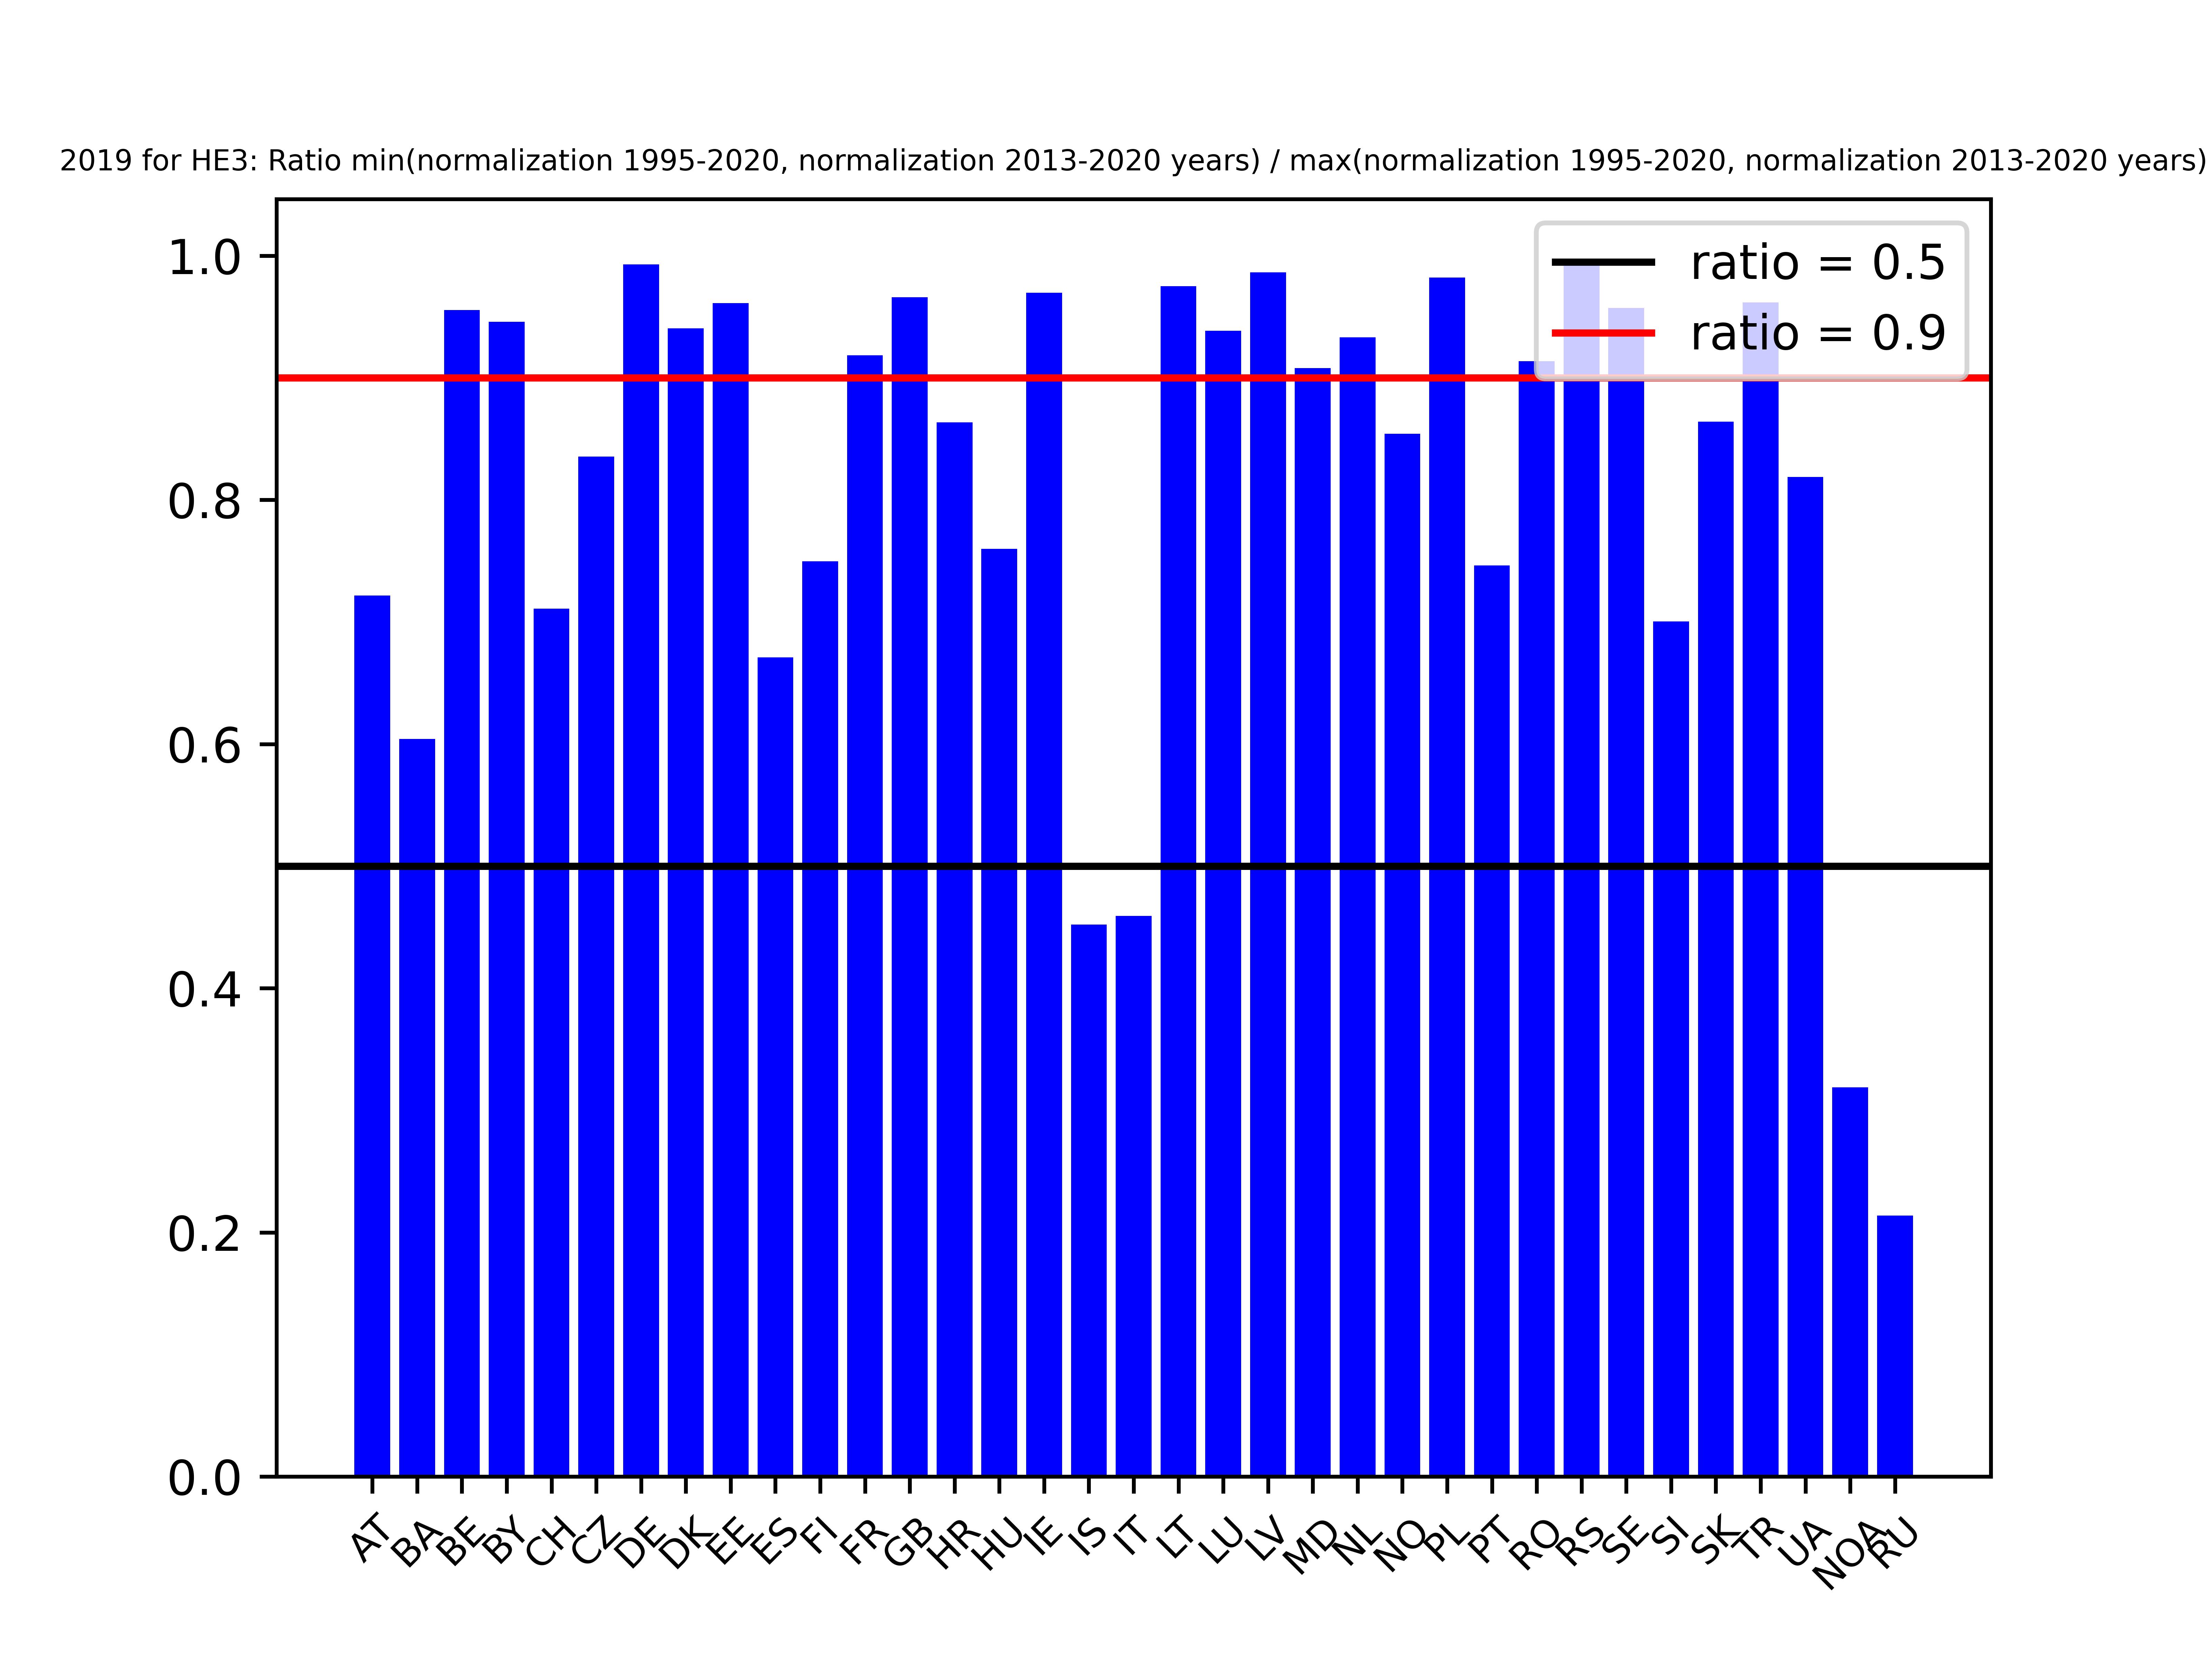 2019 for HE3: Ratio min(normalization 1995-2020, normalization 2013-2020 years) / max(normalization 1995-2020, normalization 2013-2020 years)
1.0
0.8
0.6
0.4
0.2
0.0
ratio = 0.5
ratio = 0.9
AT BA BE BY CH CZ DE DK EE ES FI FR GB HR HU IE IS IT LT LU LV MD NL NO PL PT RO RS SE SI SK TR UA NOA RU